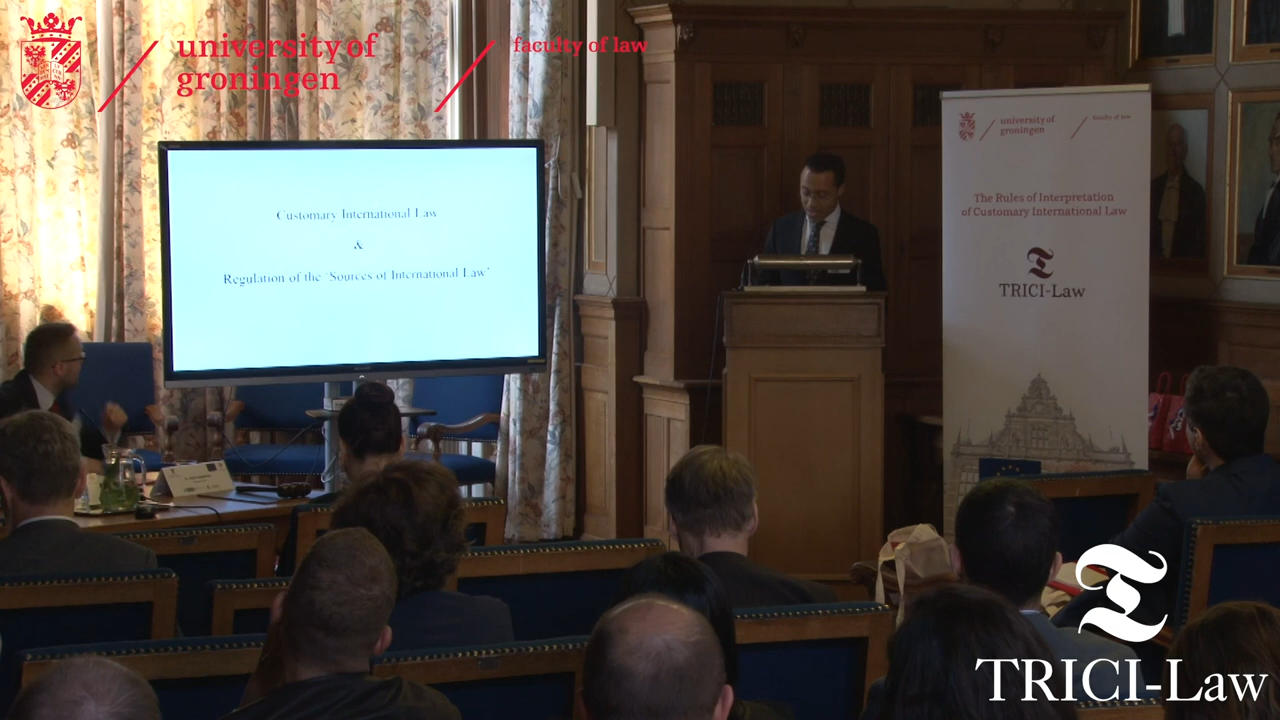 university of
groningen
faculty of law
Customary International Law
&
Regulation of the 'Sources of International Law'
university of
groningen
faculty of law
The Rules of Interpretation
of Customary International Law
TRICI-Law
TRICI-Law